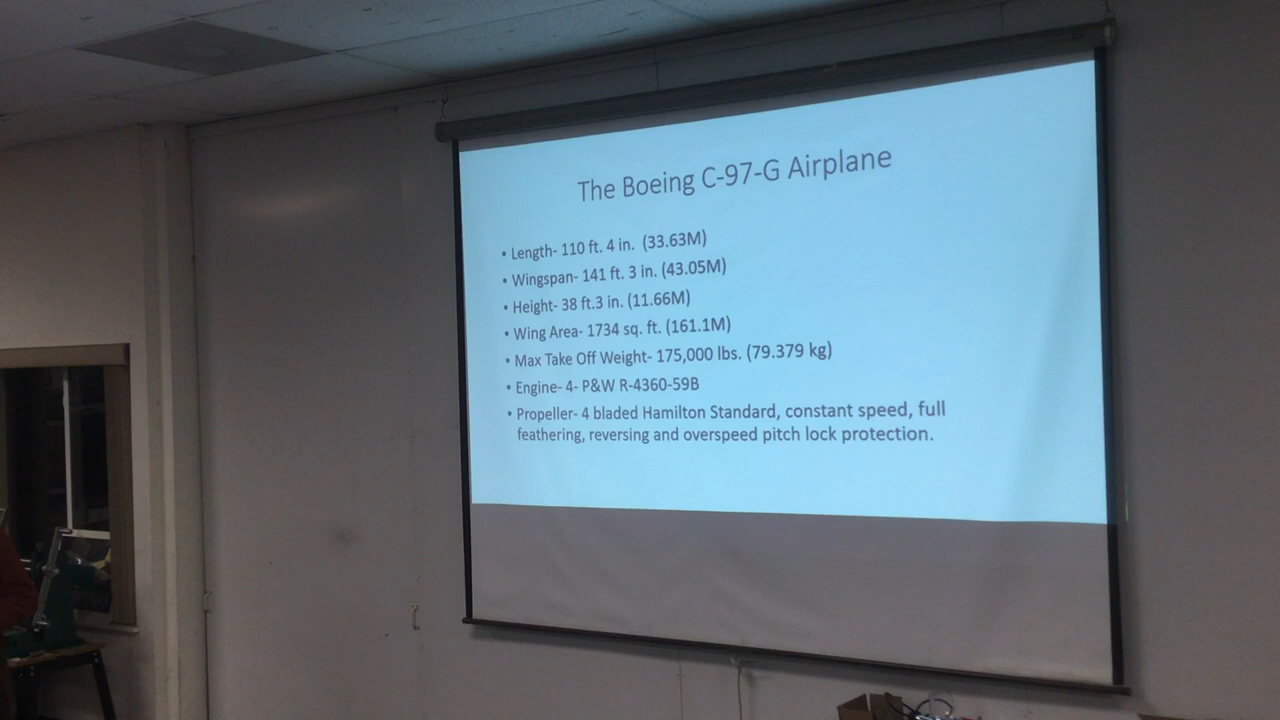 The Boeing C-97-G Airplane
• Length- 110 ft. 4 in. (33.63M)
• Wingspan- 141 ft. 3 in. (43.05M)
• Height- 38 ft.3 in. (11.66M)
• Wing Area- 1734 sq. ft. (161.1M)
• Max Take Off Weight- 175,000 lbs. (79.379 kg)
• Engine- 4- P&W R-4360-59B
• Propeller- 4 bladed Hamilton Standard, constant speed, full
feathering, reversing and overspeed pitch lock protection.